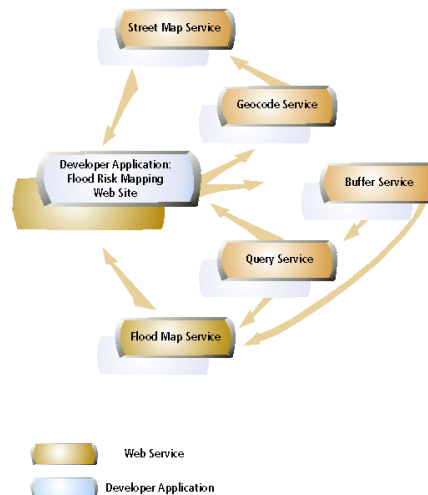 Street Map Service
Geocode Service
Developer Application:
Flood Risk Mapping
Web Site
Buffer Service
Query Service
Flood Map Service
Web Service
Developer Application